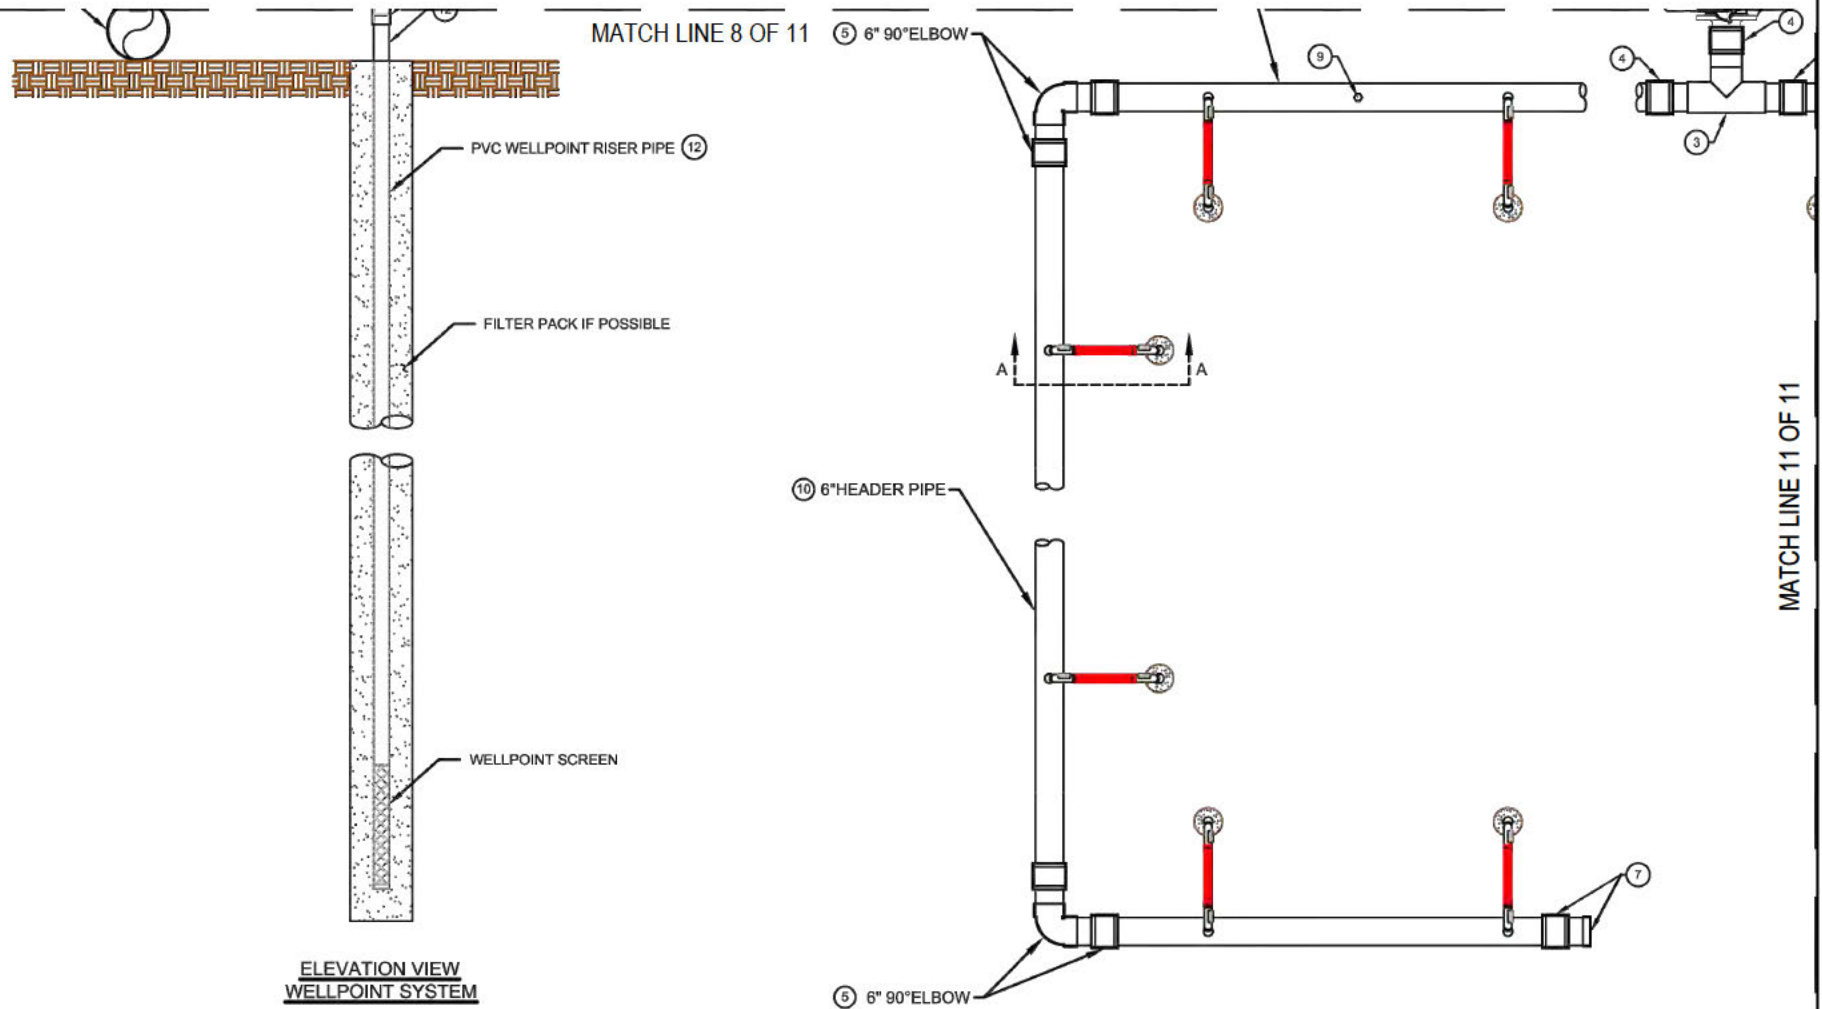 12
MATCH LINE 8 OF 11
5 6" 90°ELBOW
9
4
4
3
PVC WELLPOINT RISER PIPE 12
FILTER PACK IF POSSIBLE
A A
MATCH LINE 11 OF 11
10 6"HEADER PIPE
WELLPOINT SCREEN
7
ELEVATION VIEW
WELLPOINT SYSTEM
5 6" 90°ELBOW